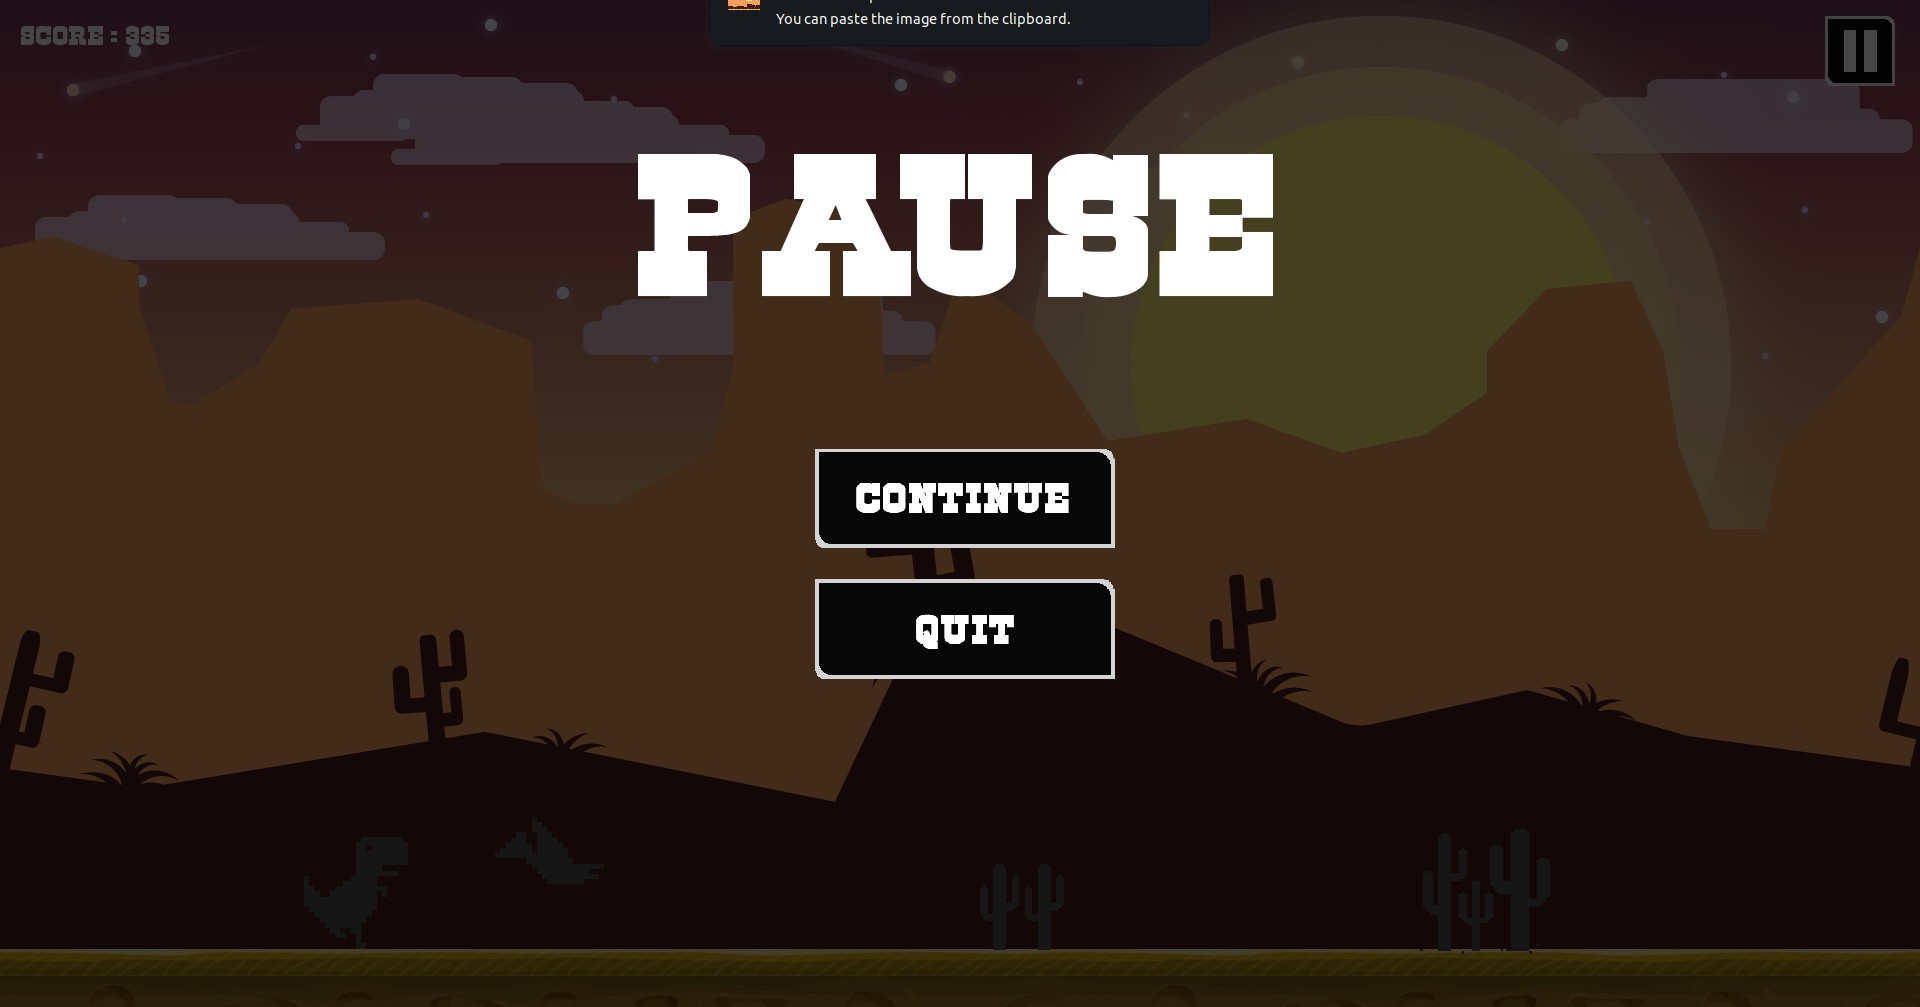 You can paste the image from the clipboard.
SCORE : 335
PAUSE
CONTINUE
QUIT